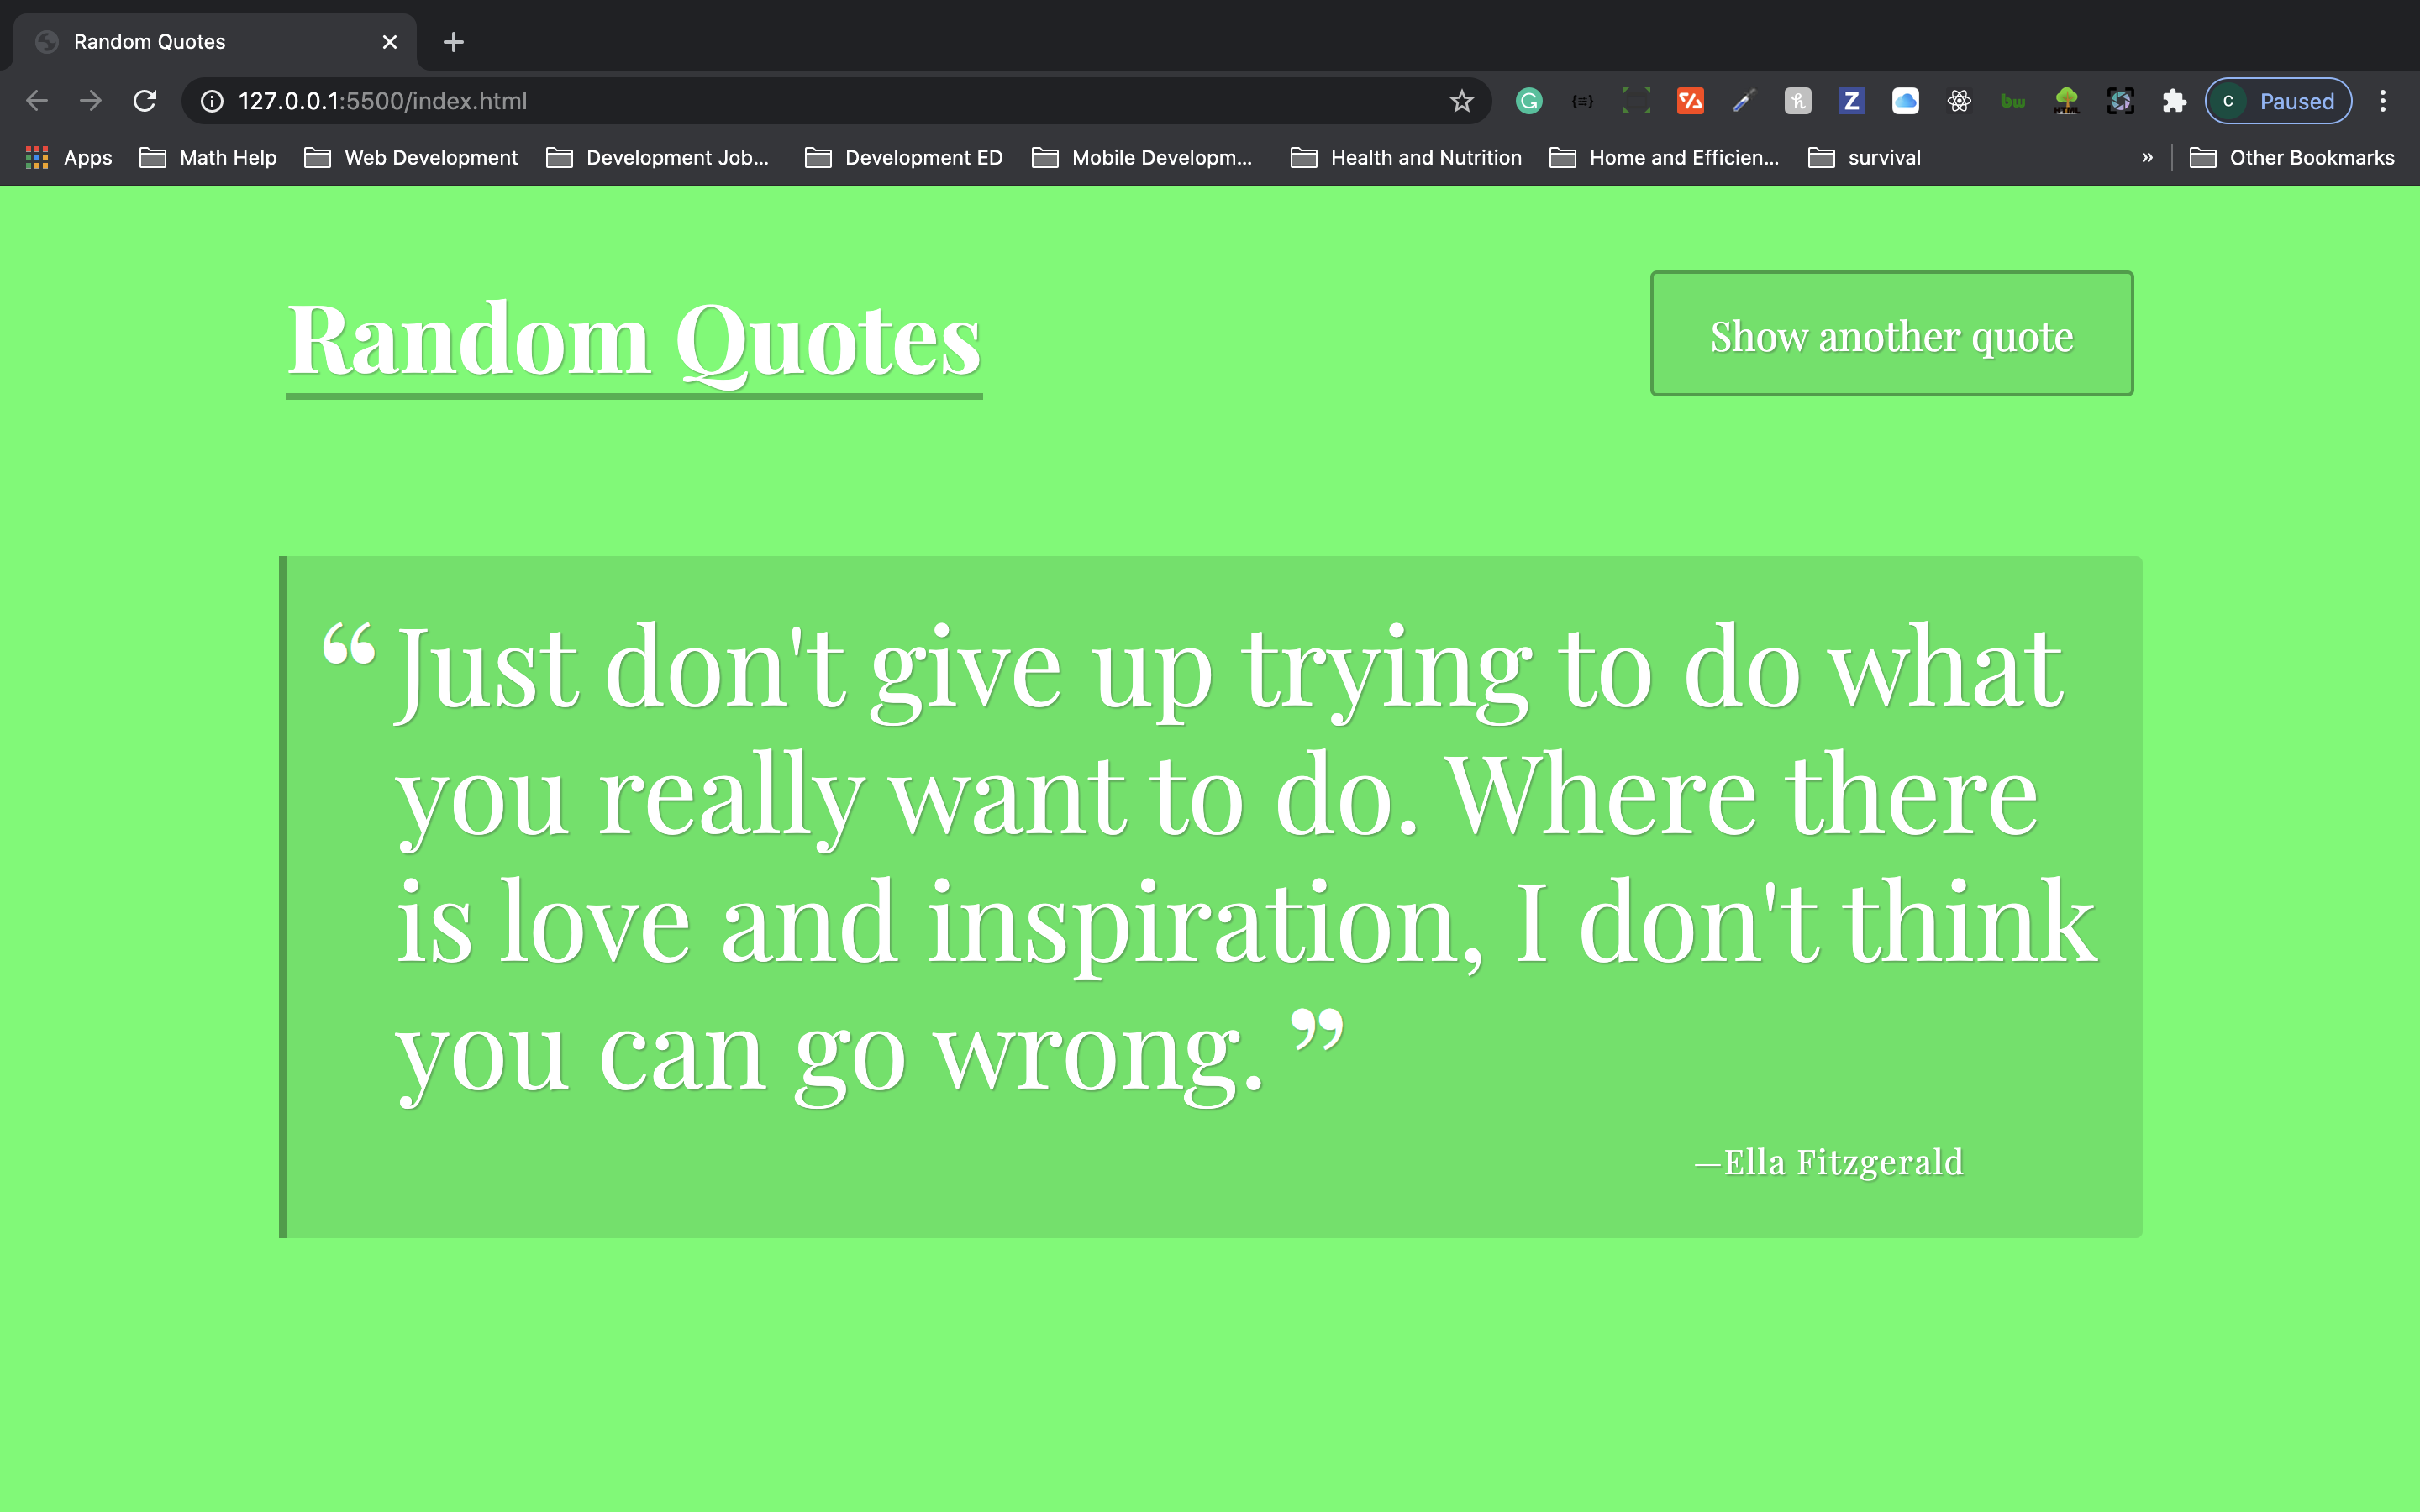 Random Quotes
127.0.0.1:5500/index.html
C Paused
Apps Math Help Web Development Development Job... Development ED Mobile Developm... Health and Nutrition Home and Efficien... survival » Other Bookmarks
Random Quotes
Show another quote
“ Just don't give up trying to do what
you really want to do. Where there
is love and inspiration, I don't think
you can go wrong. ”
—Ella Fitzgerald